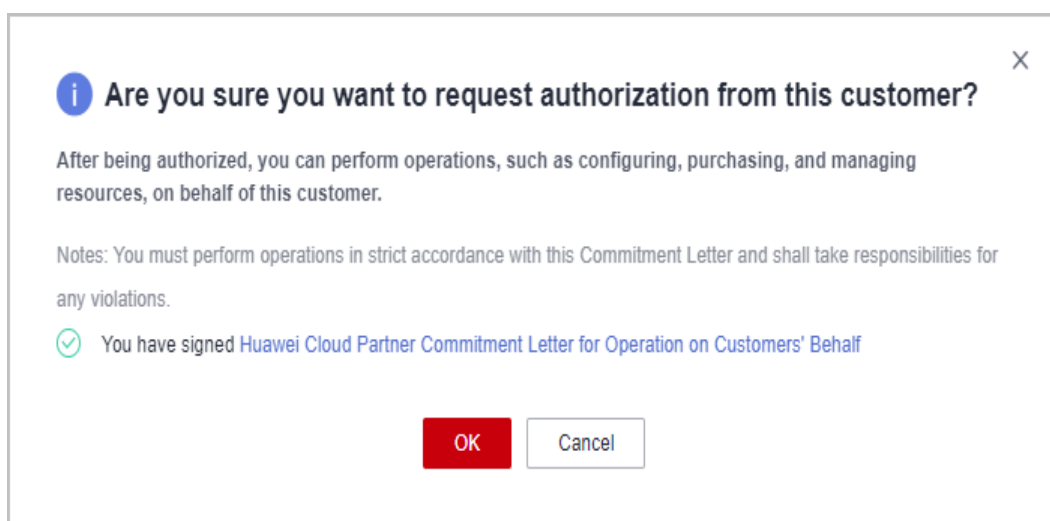 Are you sure you want to request authorization from this customer?
After being authorized, you can perform operations, such as configuring, purchasing, and managing
resources, on behalf of this customer.
Notes: You must perform operations in strict accordance with this Commitment Letter and shall take responsibilities for
any violations.
You have signed Huawei Cloud Partner Commitment Letter for Operation on Customers' Behalf
OK Cancel